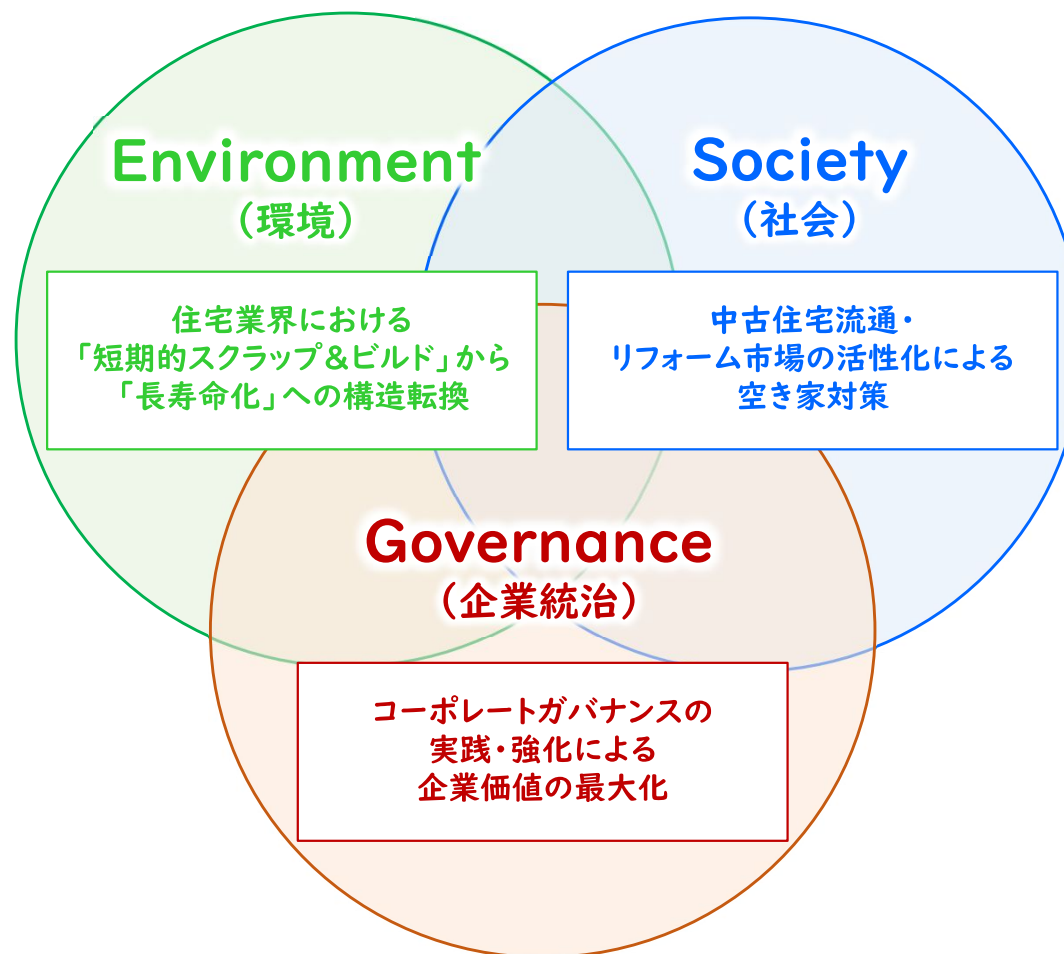 Environment
（環境）
住宅業界における
「短期的スクラップ＆ビルド」から
「長寿命化」への構造転換
Society
（社会）
中古住宅流通・
リフォーム市場の活性化による
空き家対策
Governance
（企業統治）
コーポレートガバナンスの
実践・強化による
企業価値の最大化